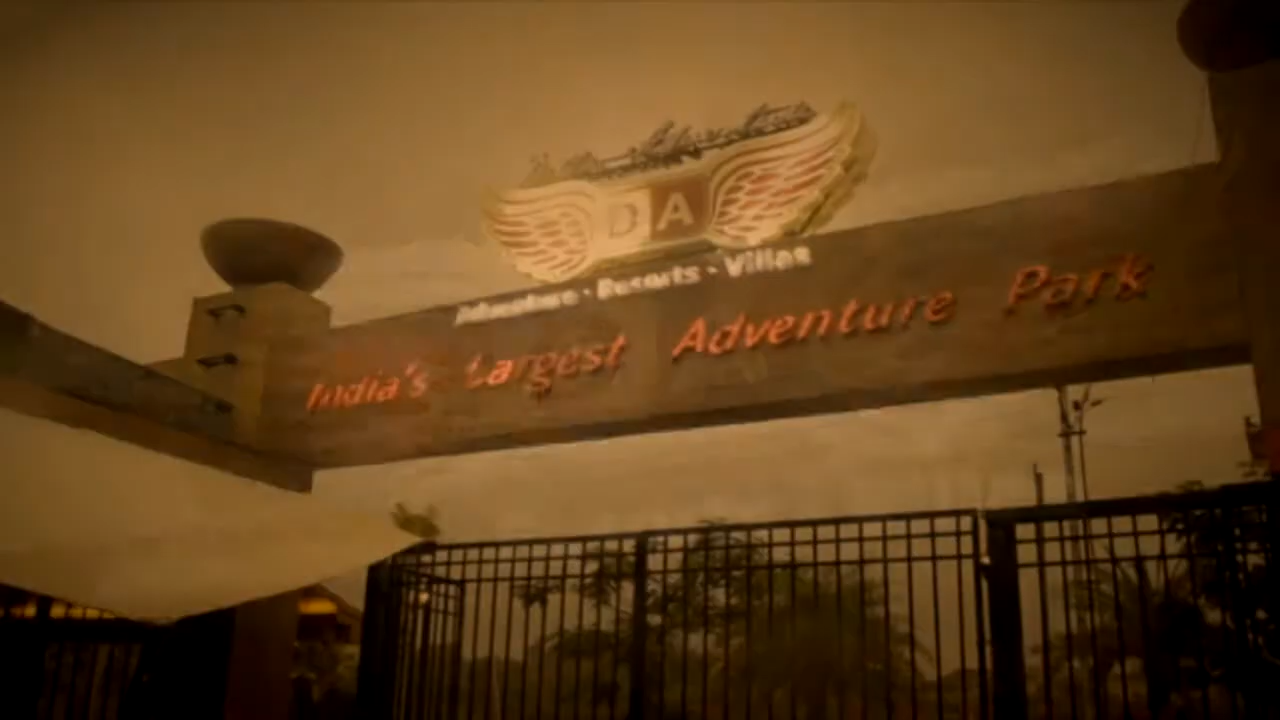 DA
Adventure · Resorts · Villas
India's Largest Adventure Park